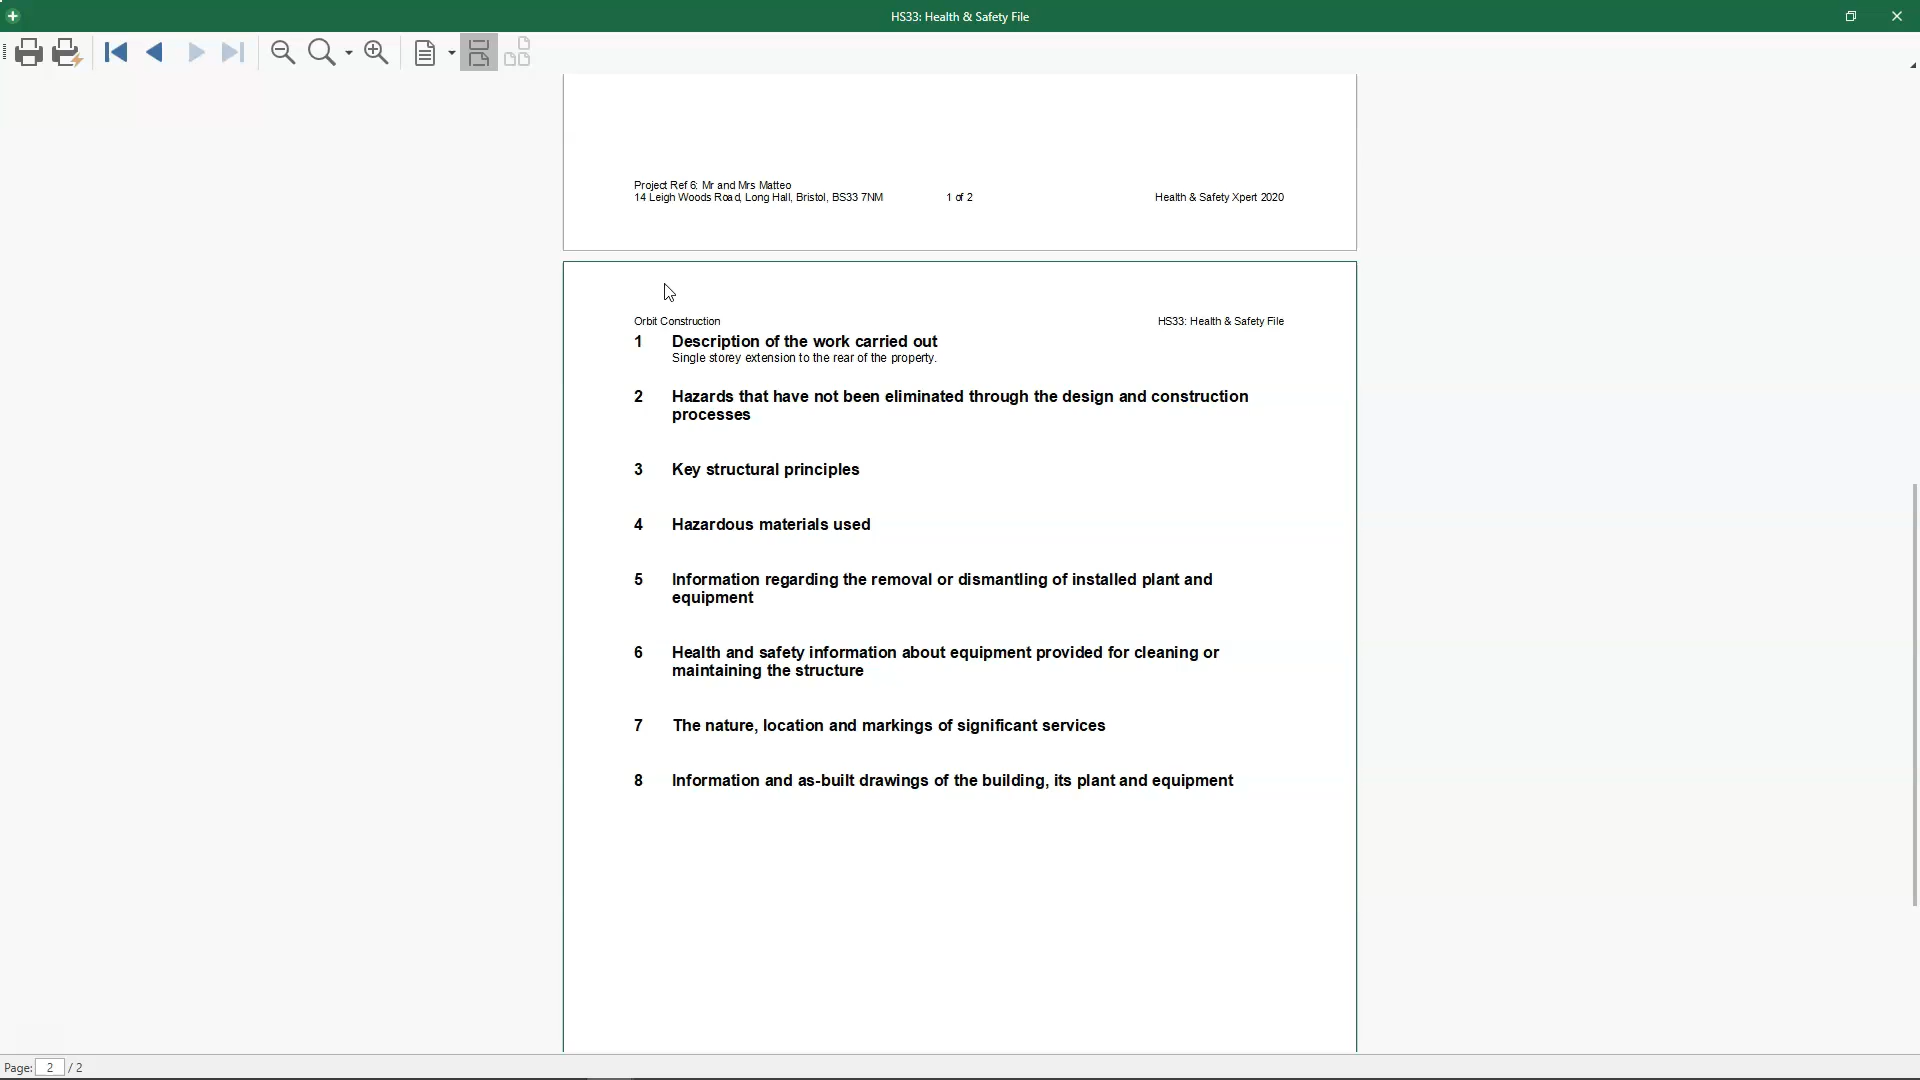 HS33: Health & Safety File
Project Ref 6: Mr and Mrs Matteo
14 Leigh Woods Road, Long Hall, Bristol, BS33 7NM 1 of 2 Health & Safety Xpert 2020
Orbit Construction HS33: Health & Safety File
1 Description of the work carried out
Single storey extension to the rear of the property.
2 Hazards that have not been eliminated through the design and construction
processes
3 Key structural principles
4 Hazardous materials used
5 Information regarding the removal or dismantling of installed plant and
equipment
6 Health and safety information about equipment provided for cleaning or
maintaining the structure
7 The nature, location and markings of significant services
8 Information and as-built drawings of the building, its plant and equipment
Page: 2 / 2